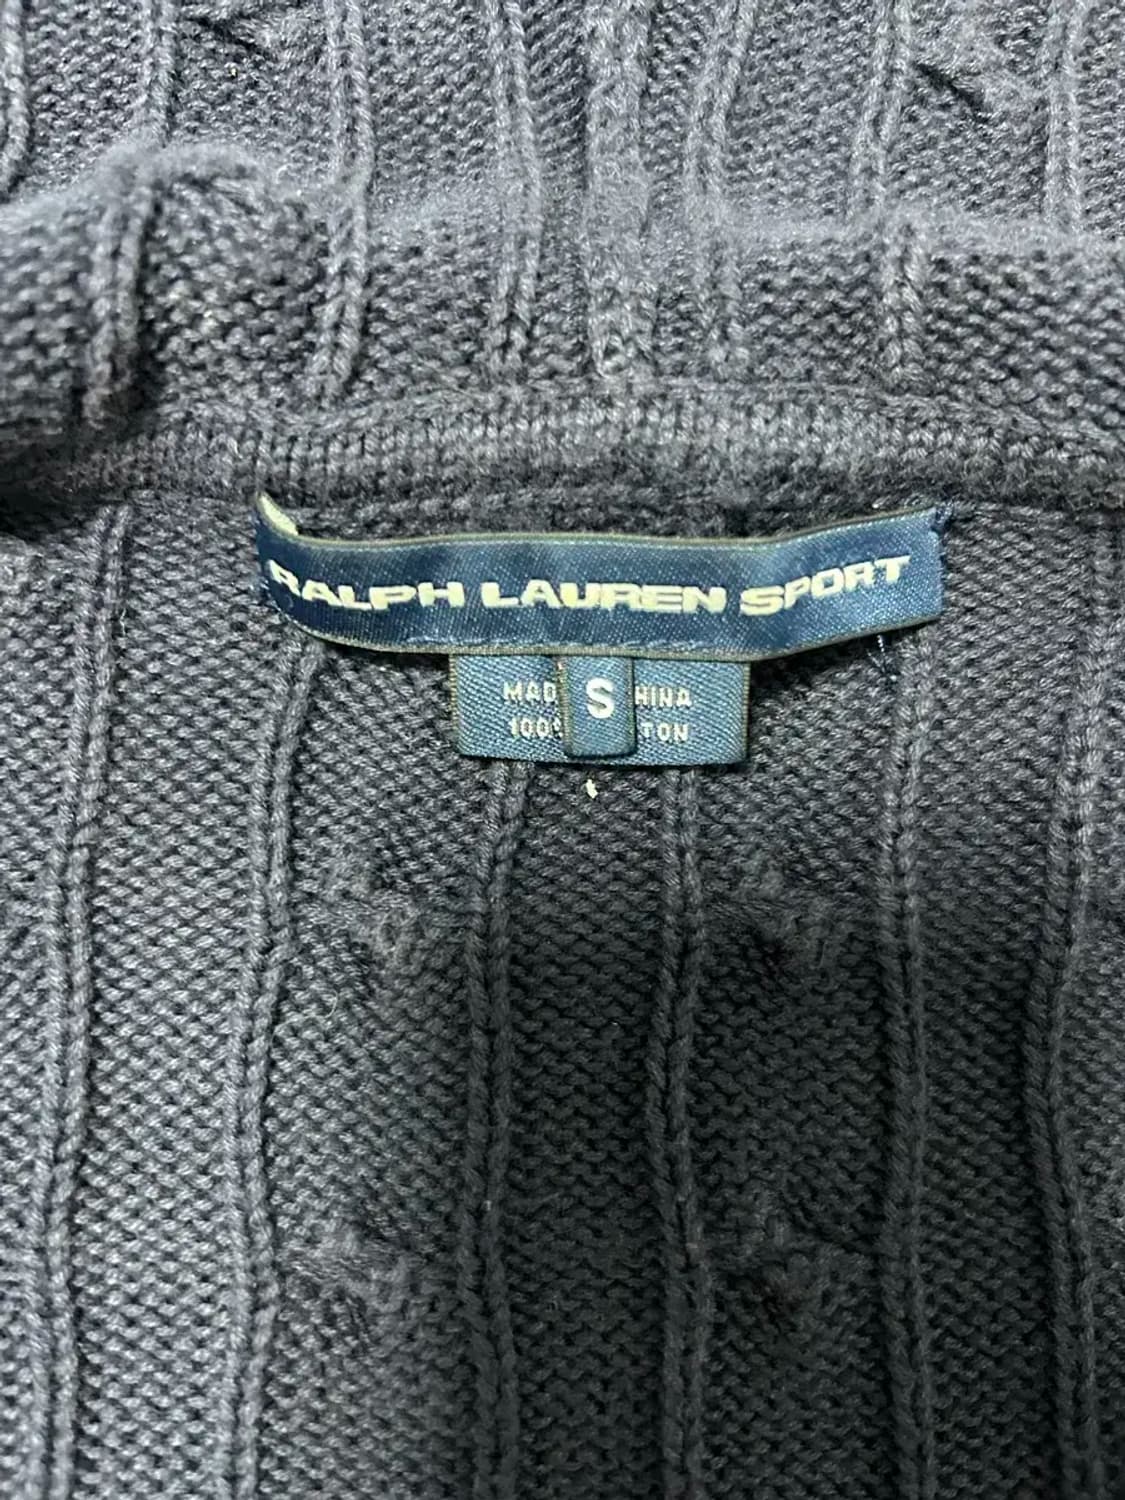 RALPH LAUREN SPORT
MAD S HINA
100% TON